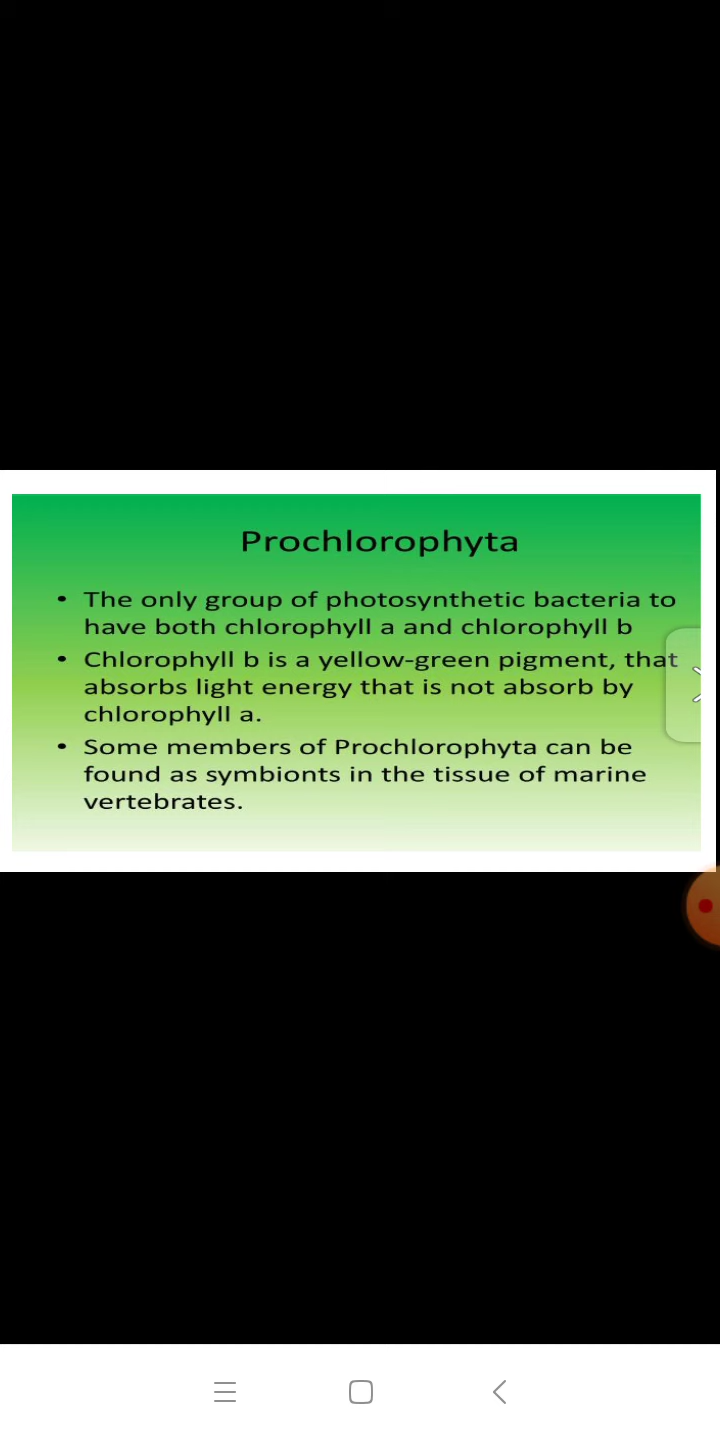 Prochlorophyta
• The only group of photosynthetic bacteria to
have both chlorophyll a and chlorophyll b
• Chlorophyll b is a yellow-green pigment, that
absorbs light energy that is not absorb by
chlorophyll a.
• Some members of Prochlorophyta can be
found as symbionts in the tissue of marine
vertebrates.